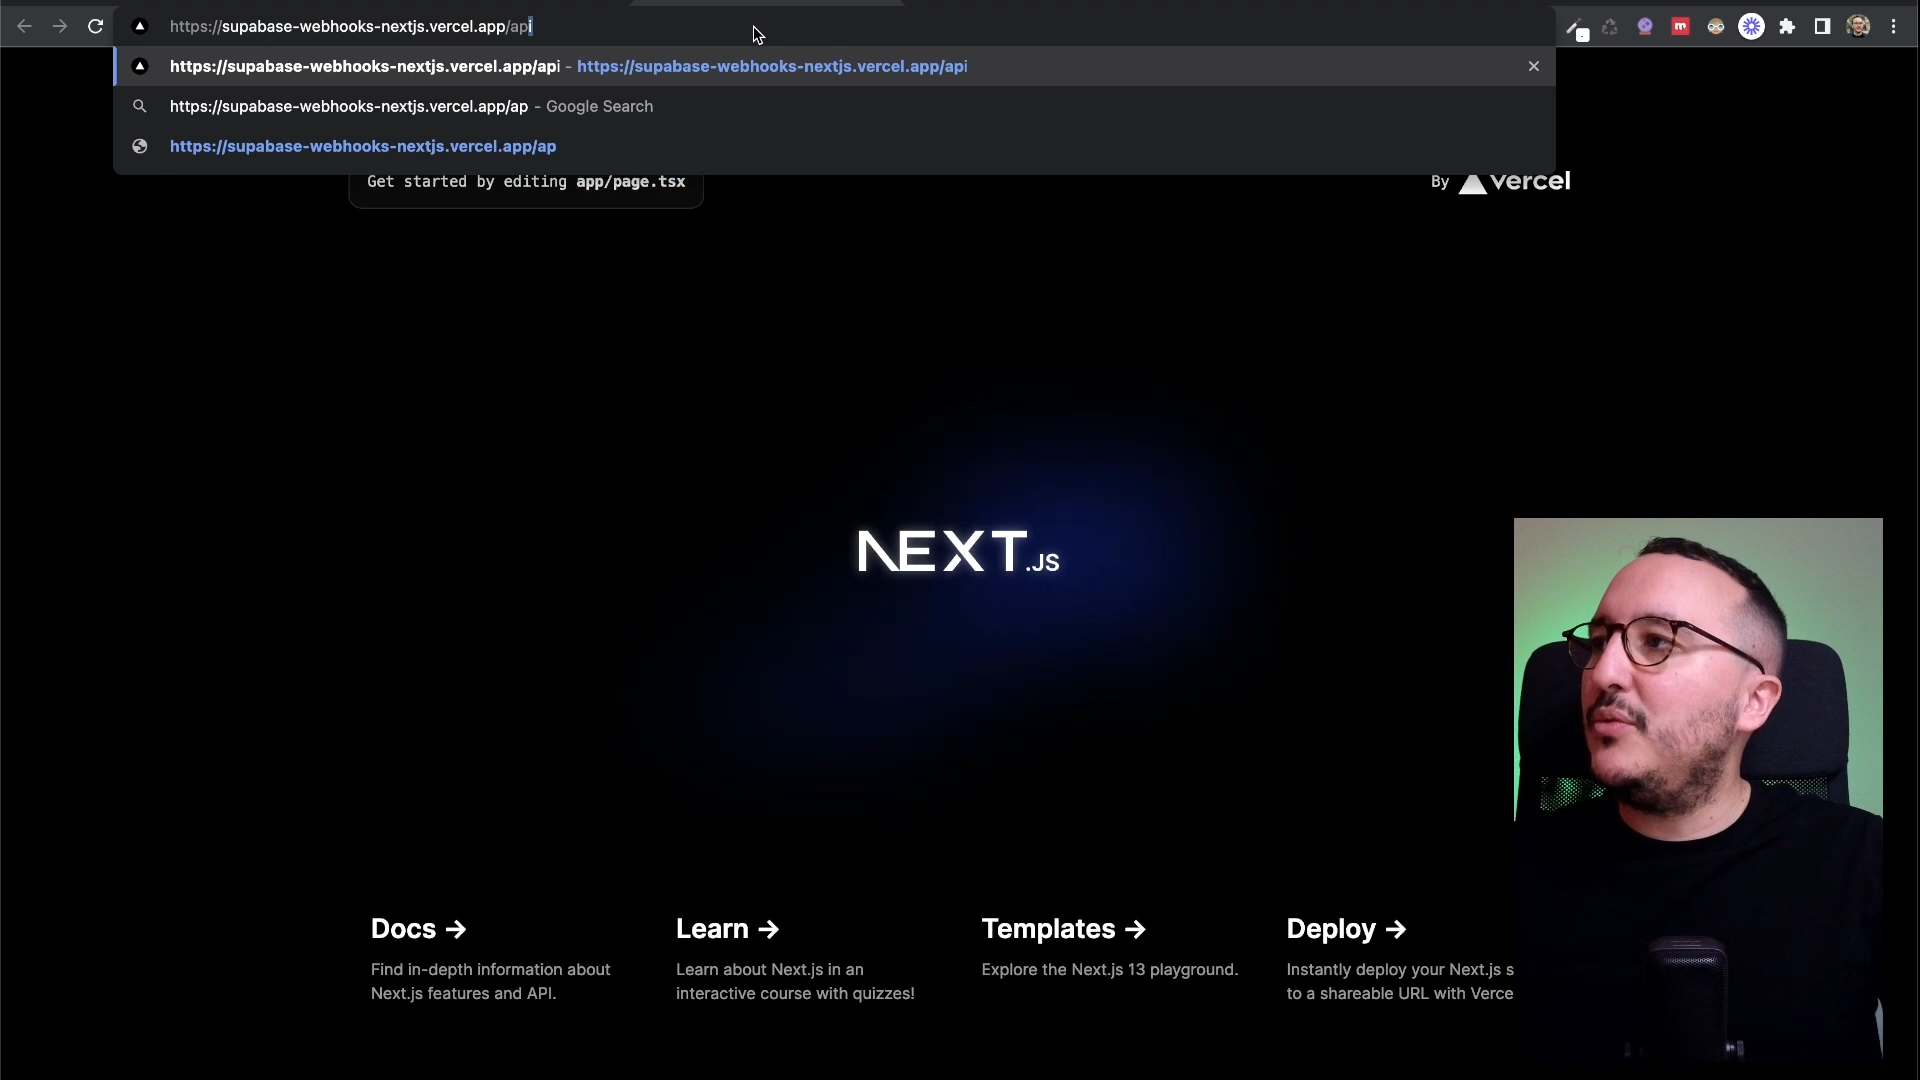 https://supabase-webhooks-nextjs.vercel.app/api
https://supabase-webhooks-nextjs.vercel.app/api - https://supabase-webhooks-nextjs.vercel.app/api
https://supabase-webhooks-nextjs.vercel.app/ap - Google Search
https://supabase-webhooks-nextjs.vercel.app/ap
Get started by editing app/page.tsx
By Vercel
NEXT.JS
Docs →
Find in-depth information about
Next.js features and API.
Learn →
Learn about Next.js in an
interactive course with quizzes!
Templates →
Explore the Next.js 13 playground.
Deploy →
Instantly deploy your Next.js s
to a shareable URL with Verce